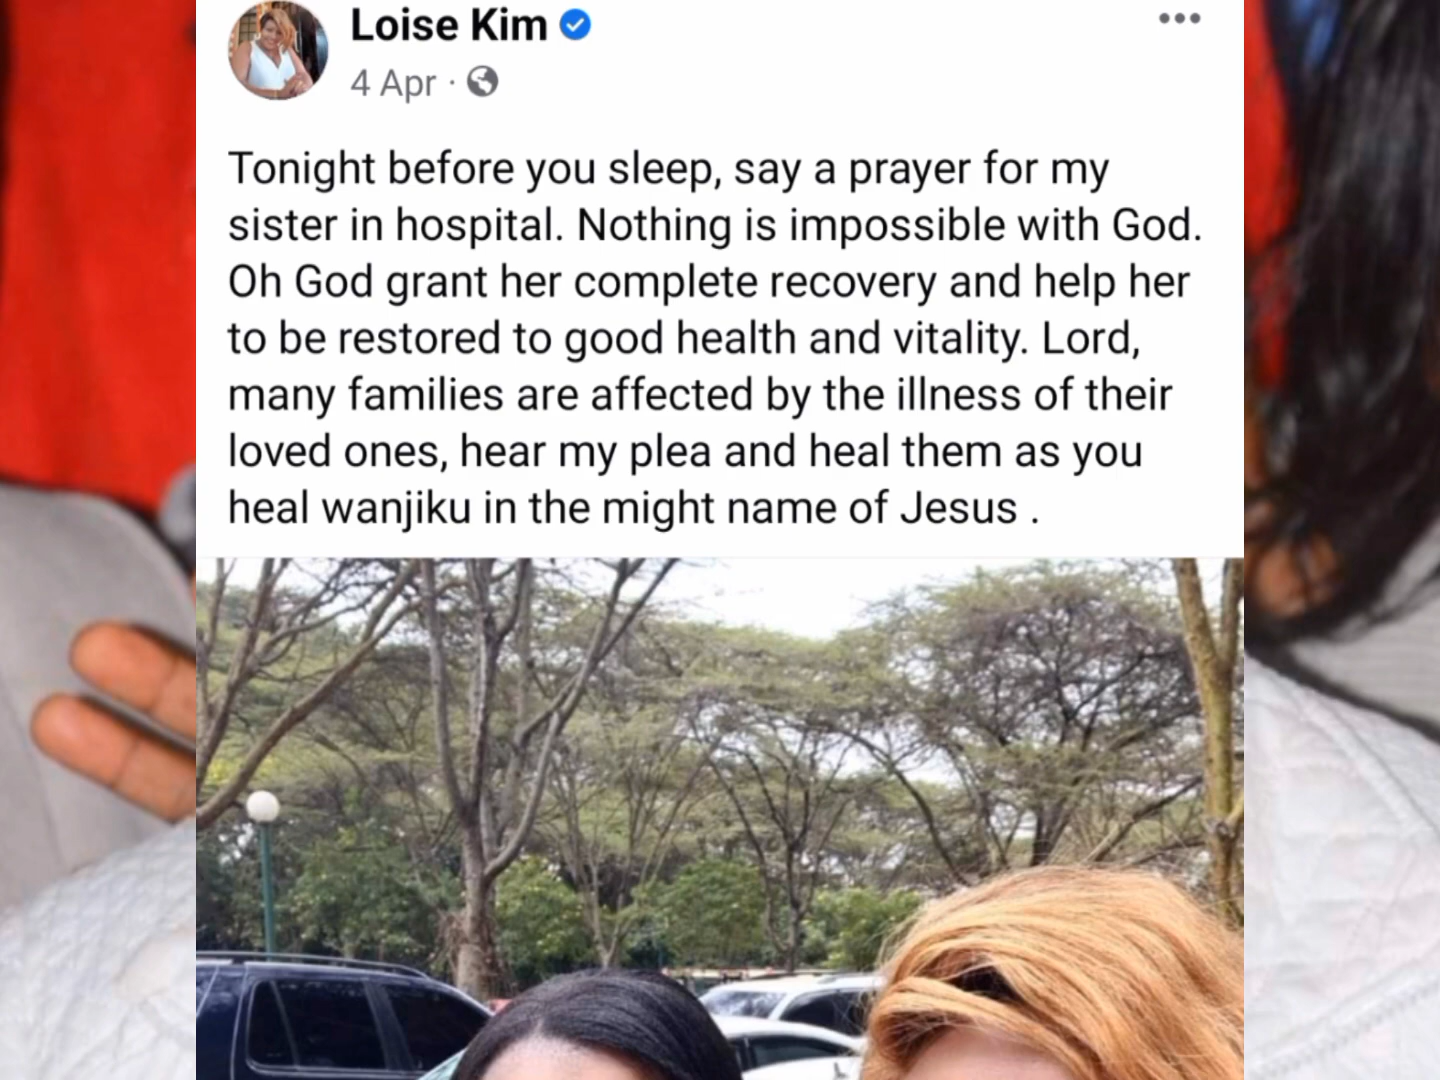 Loise Kim
4 Apr ·
Tonight before you sleep, say a prayer for my
sister in hospital. Nothing is impossible with God.
Oh God grant her complete recovery and help her
to be restored to good health and vitality. Lord,
many families are affected by the illness of their
loved ones, hear my plea and heal them as you
heal wanjiku in the might name of Jesus .